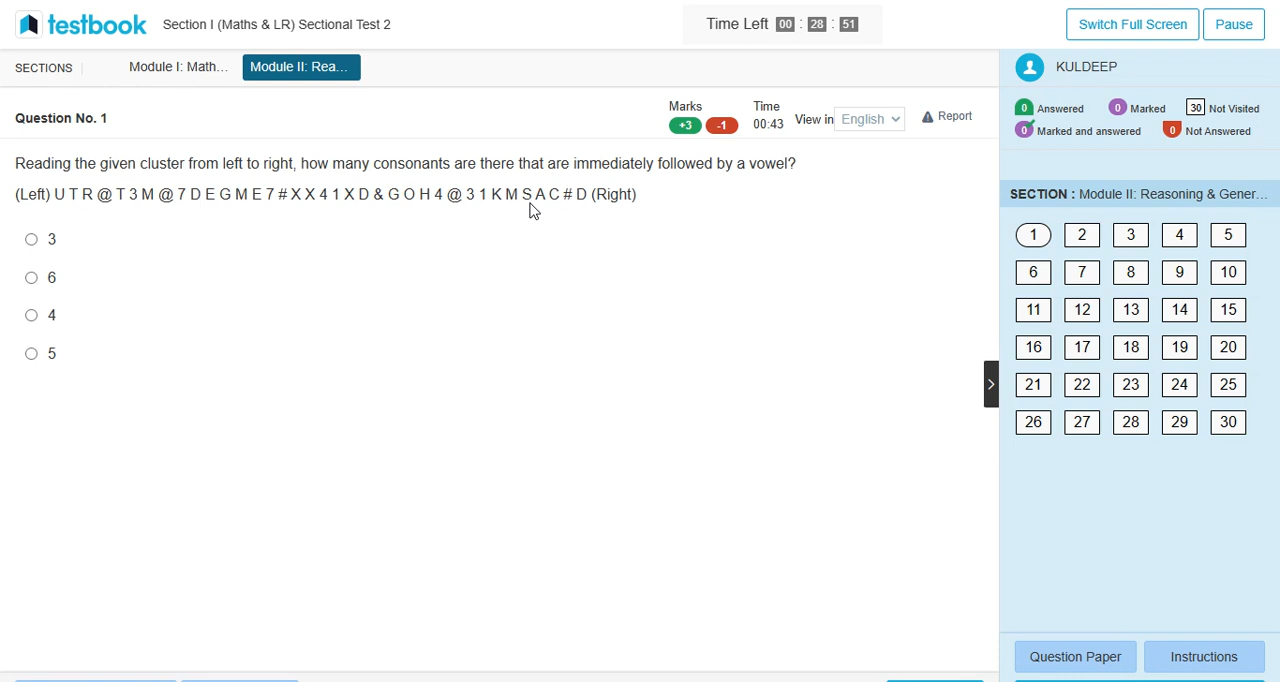 testbook Section I (Maths & LR) Sectional Test 2 Time Left 00 : 28 : 51 Switch Full Screen Pause
SECTIONS Module I: Math... Module II: Rea... KULDEEP
Question No. 1 Marks +3 -1 Time 00:43 View in English Report
0 Answered 0 Marked 30 Not Visited
0 Marked and answered 0 Not Answered
Reading the given cluster from left to right, how many consonants are there that are immediately followed by a vowel?
(Left) U T R @ T 3 M @ 7 D E G M E 7 # X X 4 1 X D & G O H 4 @ 3 1 K M S A C # D (Right)
3
6
4
5
SECTION : Module II: Reasoning & Gener...
1 2 3 4 5
6 7 8 9 10
11 12 13 14 15
16 17 18 19 20
21 22 23 24 25
26 27 28 29 30
Question Paper Instructions